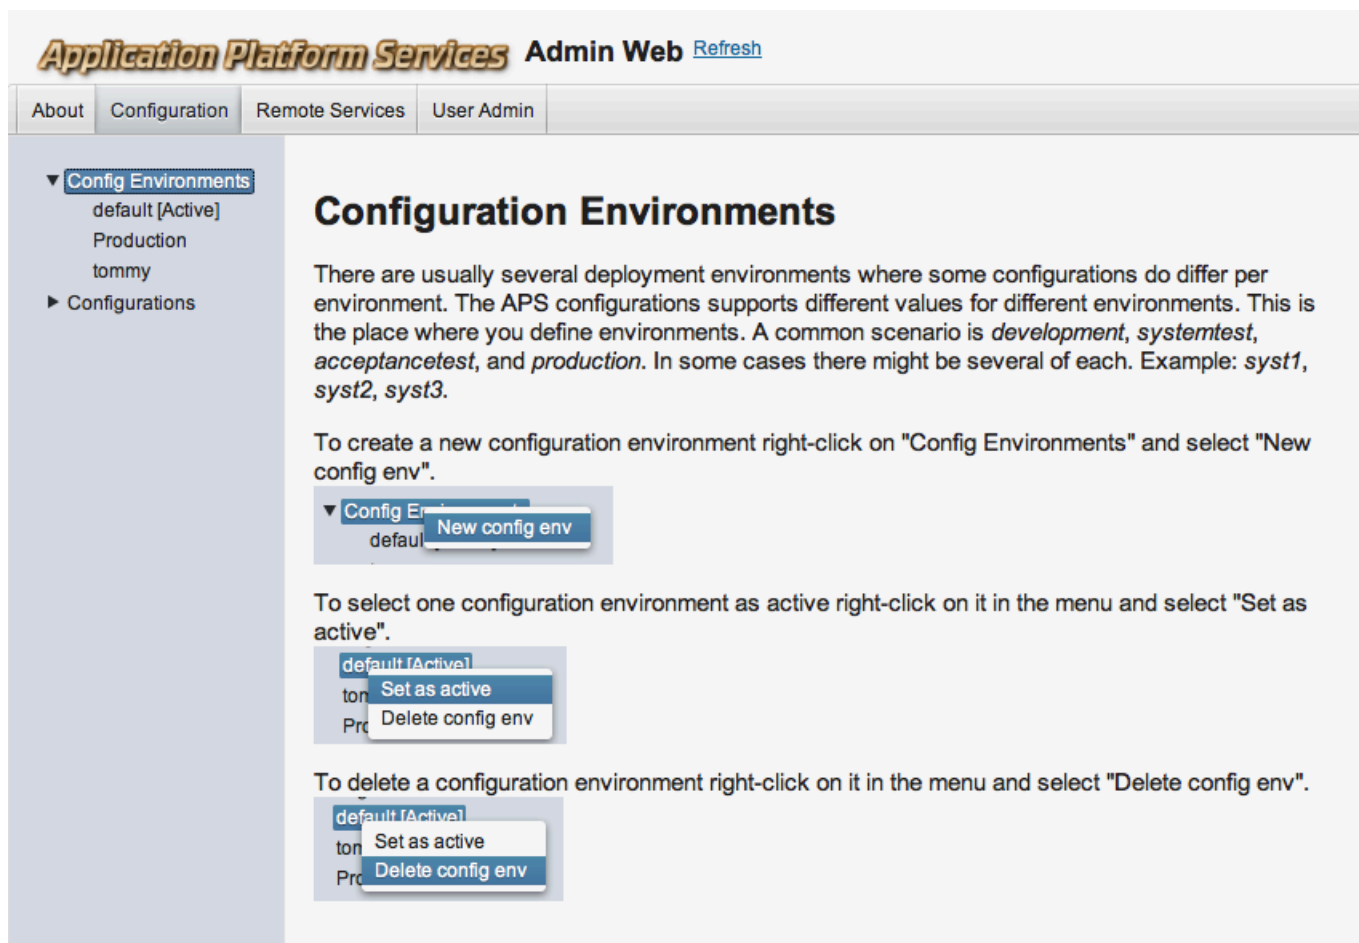 Application Platform Services Admin Web Refresh
About Configuration Remote Services User Admin
Config Environments
default [Active]
Production
tommy
Configurations
Configuration Environments
There are usually several deployment environments where some configurations do differ per
environment. The APS configurations supports different values for different environments. This is
the place where you define environments. A common scenario is development, systemtest,
acceptancetest, and production. In some cases there might be several of each. Example: syst1,
syst2, syst3.
To create a new configuration environment right-click on "Config Environments" and select "New
config env".
Config
New config env
To select one configuration environment as active right-click on it in the menu and select "Set as
active".
default [Active]
Set as active
Delete config env
To delete a configuration environment right-click on it in the menu and select "Delete config env".
default [Active]
Set as active
Delete config env